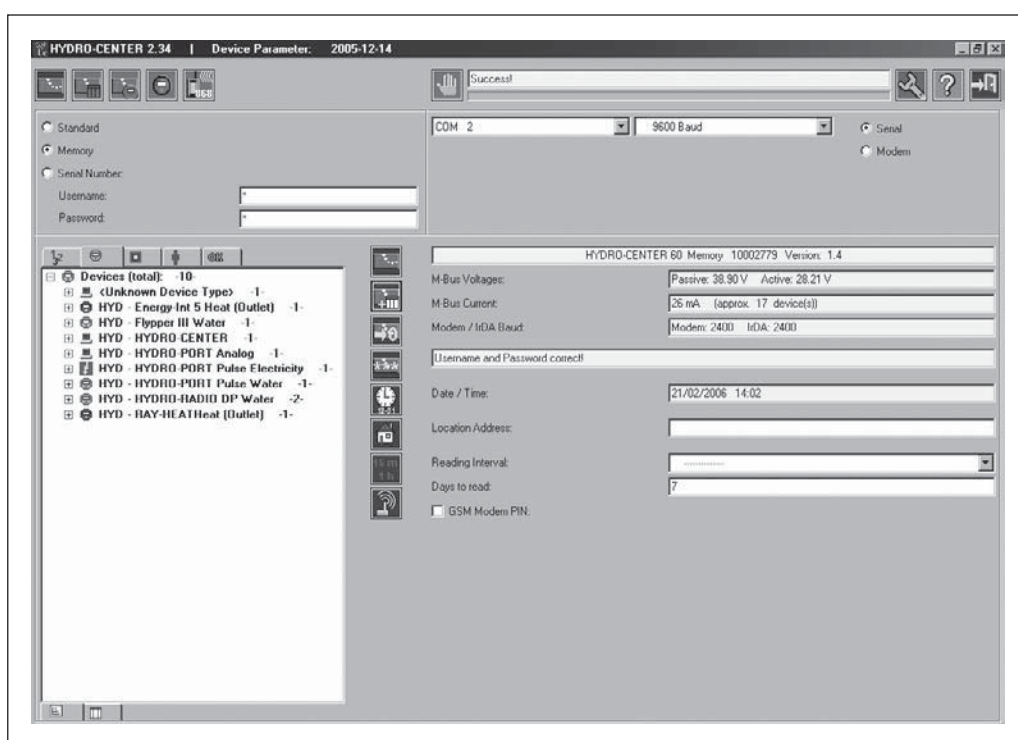 HYDRO-CENTER 2.34 | Device Parameter: 2005-12-14
Success!
Standard
Memory
Serial Number:
Username: *
Password: *
COM 2
9600 Baud
Serial
Modem
Devices (total): -10-
<Unknown Device Type> -1-
HYD - Energy-Int 5 Heat (Outlet) -1-
HYD - Flypper III Water -1-
HYD - HYDRO-CENTER -1-
HYD - HYDRO-PORT Analog -1-
HYD - HYDRO-PORT Pulse Electricity -1-
HYD - HYDRO-PORT Pulse Water -1-
HYD - HYDRO-RADIO DP Water -2-
HYD - RAY-HEATHeat (Outlet) -1-
HYDRO-CENTER 60 Memory 10002779 Version: 1.4
M-Bus Voltages: Passive: 38.90 V Active: 28.21 V
M-Bus Current: 26 mA (approx. 17 device(s))
Modem / IrDA Baud: Modem: 2400 IrDA: 2400
Username and Password correct!
Date / Time: 21/02/2006 14:02
Location Address:
Reading Interval: -------------
Days to read: 7
GSM Modem PIN: